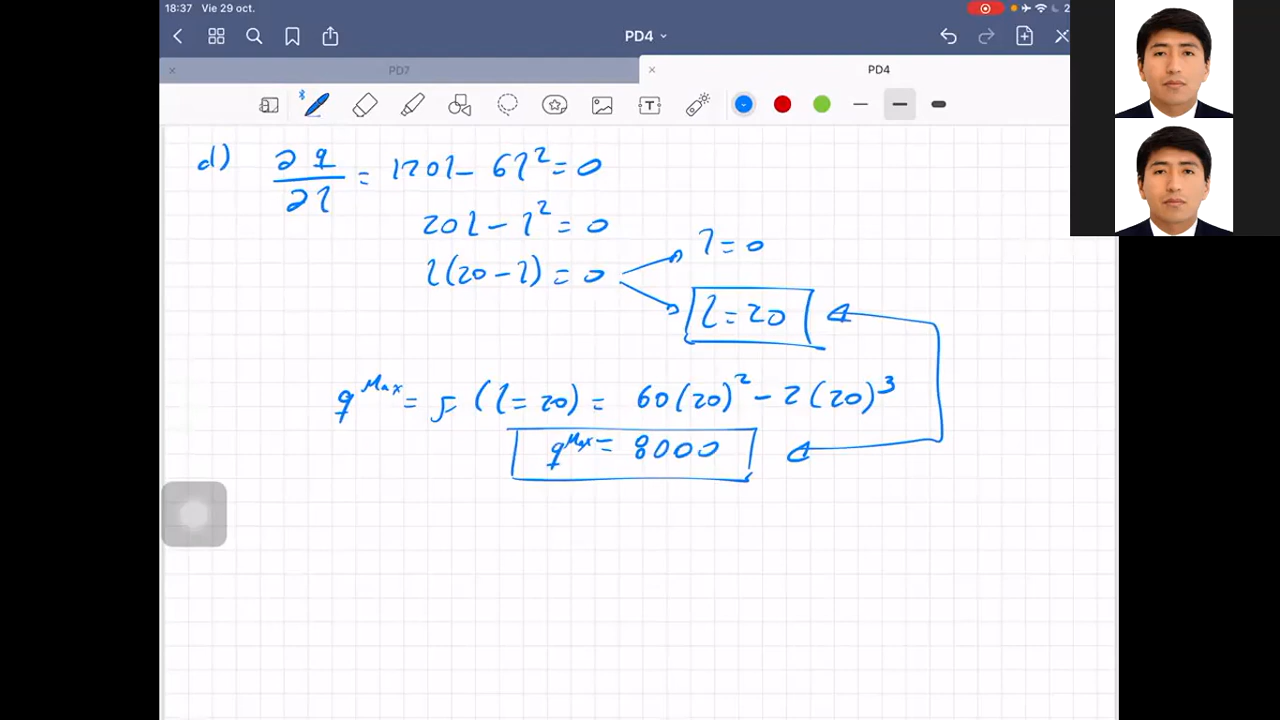 18:37 Vie 29 oct.
2
PD4
PD7
PD4
T
d) ∂q/∂l = 120l - 6l² = 0
20l - l² = 0
l(20 - l) = 0
l = 0
l = 20
q^Max = F (l = 20) = 60(20)² - 2(20)³
q^Max = 8000